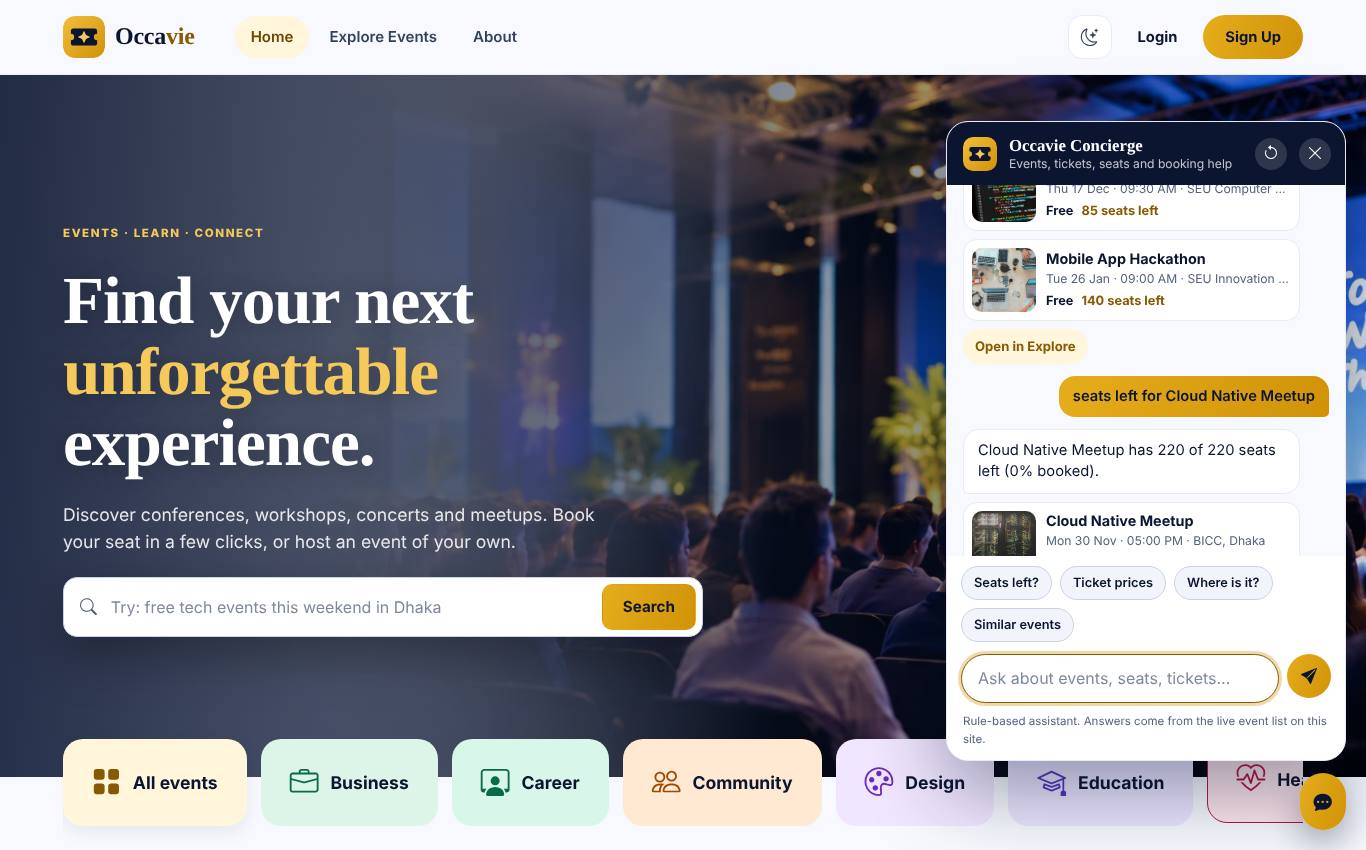 Occavie
Home
Explore Events
About
Login
Sign Up
EVENTS · LEARN · CONNECT
Find your next
unforgettable
experience.
Discover conferences, workshops, concerts and meetups. Book
your seat in a few clicks, or host an event of your own.
Try: free tech events this weekend in Dhaka
Search
All events
Business
Career
Community
Design
Education
Occavie Concierge
Events, tickets, seats and booking help
Thu 17 Dec · 09:30 AM · SEU Computer ...
Free 85 seats left
Mobile App Hackathon
Tue 26 Jan · 09:00 AM · SEU Innovation ...
Free 140 seats left
Open in Explore
seats left for Cloud Native Meetup
Cloud Native Meetup has 220 of 220 seats
left (0% booked).
Cloud Native Meetup
Mon 30 Nov · 05:00 PM · BICC, Dhaka
Seats left?
Ticket prices
Where is it?
Similar events
Ask about events, seats, tickets...
Rule-based assistant. Answers come from the live event list on this
site.